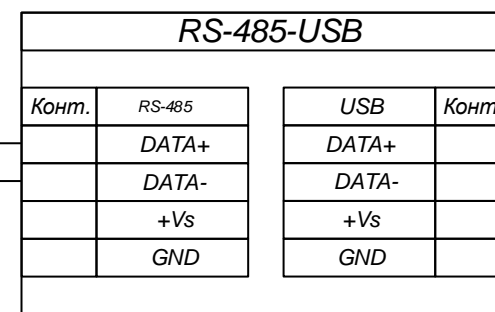 RS-485-USB
Конт. RS-485 USB Конт
DATA+ DATA+
DATA- DATA-
+Vs +Vs
GND GND